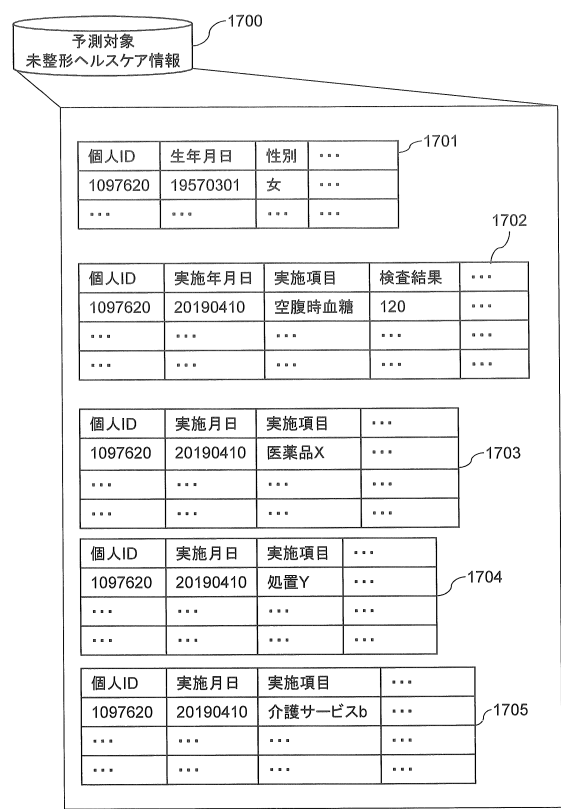 予測対象
未整形ヘルスケア情報
1700
1701
個人ID 生年月日 性別 ・・・
1097620 19570301 女 ・・・
・・・ ・・・ ・・・ ・・・
1702
個人ID 実施年月日 実施項目 検査結果 ・・・
1097620 20190410 空腹時血糖 120 ・・・
・・・ ・・・ ・・・ ・・・ ・・・
・・・ ・・・ ・・・ ・・・ ・・・
1703
個人ID 実施月日 実施項目 ・・・
1097620 20190410 医薬品X ・・・
・・・ ・・・ ・・・ ・・・
・・・ ・・・ ・・・ ・・・
1704
個人ID 実施月日 実施項目 ・・・
1097620 20190410 処置Y ・・・
・・・ ・・・ ・・・ ・・・
・・・ ・・・ ・・・ ・・・
1705
個人ID 実施月日 実施項目 ・・・
1097620 20190410 介護サービスb ・・・
・・・ ・・・ ・・・ ・・・
・・・ ・・・ ・・・ ・・・